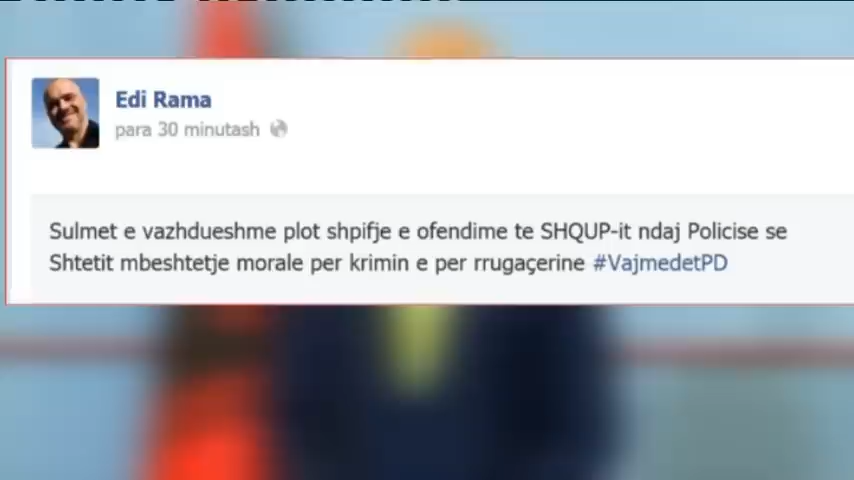 Edi Rama
para 30 minutash
Sulmet e vazhdueshme plot shpifje e ofendime te SHQUP-it ndaj Policise se
Shtetit mbeshtetje morale per krimin e per rrugaçerine #VajmedetPD